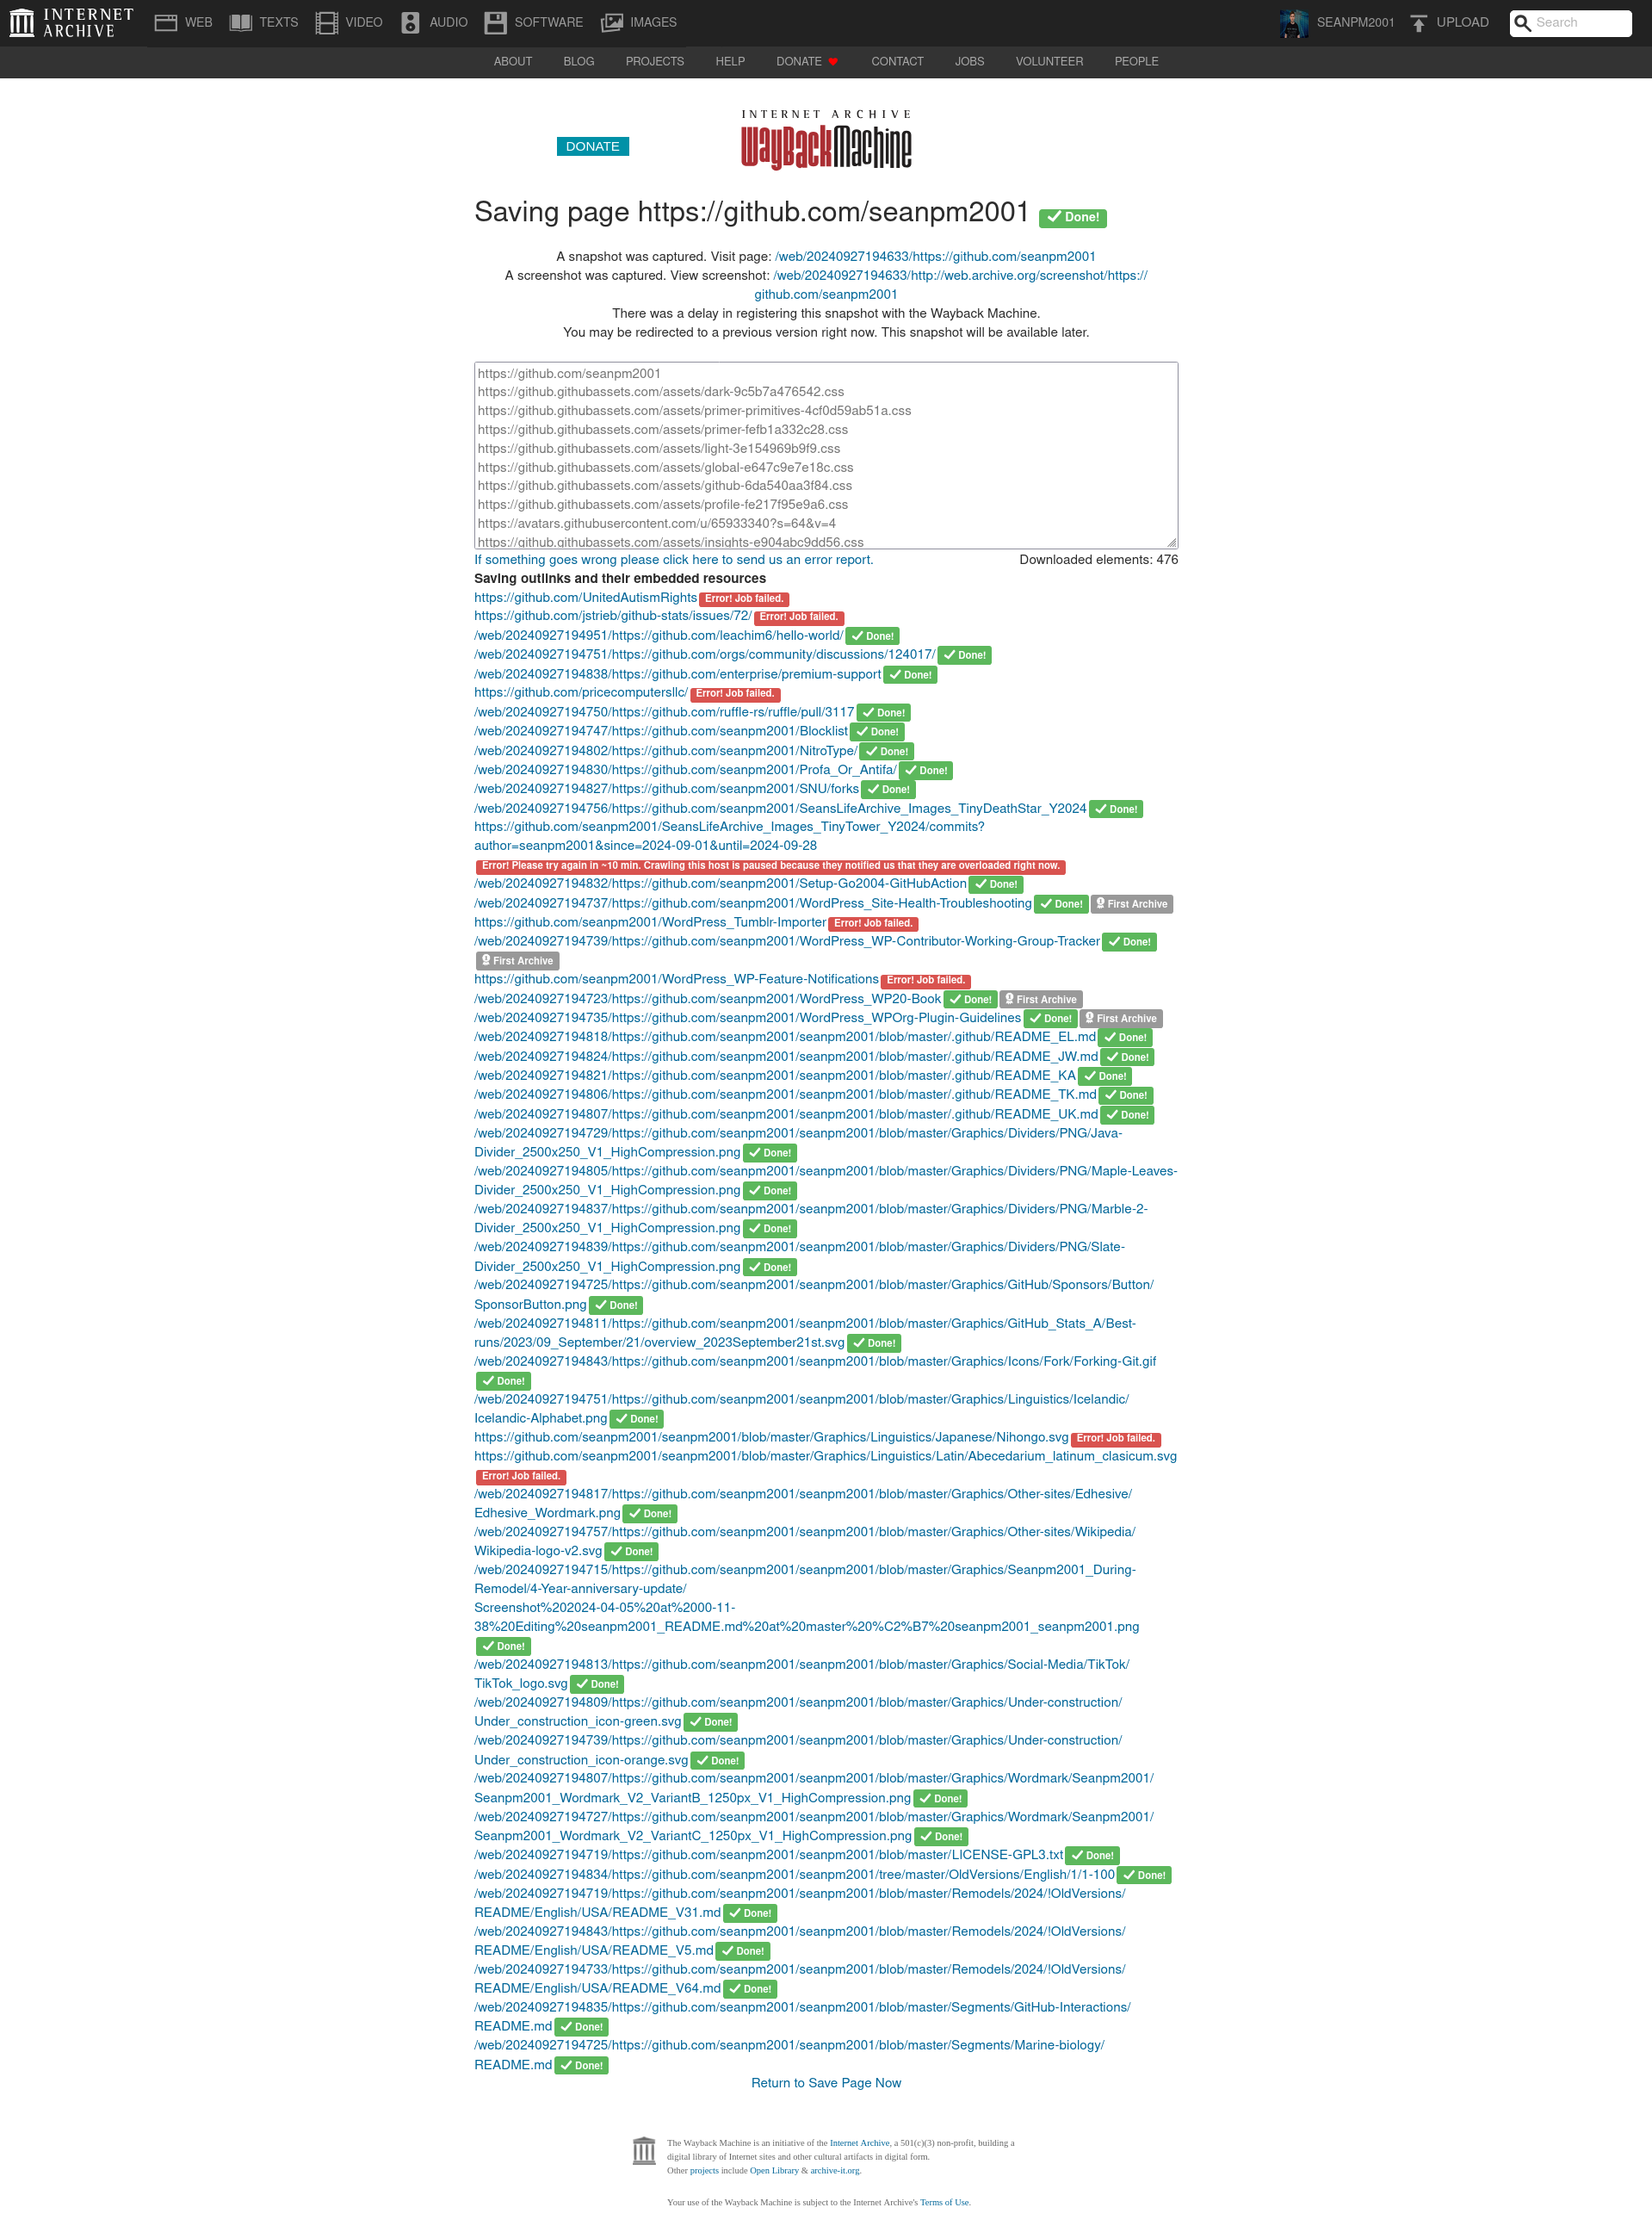 INTERNET ARCHIVE
WEB TEXTS VIDEO AUDIO SOFTWARE IMAGES SEANPM2001 UPLOAD Search
ABOUT BLOG PROJECTS HELP DONATE CONTACT JOBS VOLUNTEER PEOPLE
INTERNET ARCHIVE
DONATE WayBackMachine
Saving page https://github.com/seanpm2001 Done!
A snapshot was captured. Visit page: /web/20240927194633/https://github.com/seanpm2001
A screenshot was captured. View screenshot: /web/20240927194633/http://web.archive.org/screenshot/https://
github.com/seanpm2001
There was a delay in registering this snapshot with the Wayback Machine.
You may be redirected to a previous version right now. This snapshot will be available later.
https://github.com/seanpm2001
https://github.githubassets.com/assets/dark-9c5b7a476542.css
https://github.githubassets.com/assets/primer-primitives-4cf0d59ab51a.css
https://github.githubassets.com/assets/primer-fefb1a332c28.css
https://github.githubassets.com/assets/light-3e154969b9f9.css
https://github.githubassets.com/assets/global-e647c9e7e18c.css
https://github.githubassets.com/assets/github-6da540aa3f84.css
https://github.githubassets.com/assets/profile-fe217f95e9a6.css
https://avatars.githubusercontent.com/u/65933340?s=64&v=4
https://github.githubassets.com/assets/insights-e904abc9dd56.css
If something goes wrong please click here to send us an error report. Downloaded elements: 476
Saving outlinks and their embedded resources
https://github.com/UnitedAutismRights Error! Job failed.
https://github.com/jstrieb/github-stats/issues/72/ Error! Job failed.
/web/20240927194951/https://github.com/leachim6/hello-world/ Done!
/web/20240927194751/https://github.com/orgs/community/discussions/124017/ Done!
/web/20240927194838/https://github.com/enterprise/premium-support Done!
https://github.com/pricecomputersllc/ Error! Job failed.
/web/20240927194750/https://github.com/ruffle-rs/ruffle/pull/3117 Done!
/web/20240927194747/https://github.com/seanpm2001/Blocklist Done!
/web/20240927194802/https://github.com/seanpm2001/NitroType/ Done!
/web/20240927194830/https://github.com/seanpm2001/Profa_Or_Antifa/ Done!
/web/20240927194827/https://github.com/seanpm2001/SNU/forks Done!
/web/20240927194756/https://github.com/seanpm2001/SeansLifeArchive_Images_TinyDeathStar_Y2024 Done!
https://github.com/seanpm2001/SeansLifeArchive_Images_TinyTower_Y2024/commits?
author=seanpm2001&since=2024-09-01&until=2024-09-28
Error! Please try again in ~10 min. Crawling this host is paused because they notified us that they are overloaded right now.
/web/20240927194832/https://github.com/seanpm2001/Setup-Go2004-GitHubAction Done!
/web/20240927194737/https://github.com/seanpm2001/WordPress_Site-Health-Troubleshooting Done! First Archive
https://github.com/seanpm2001/WordPress_Tumblr-Importer Error! Job failed.
/web/20240927194739/https://github.com/seanpm2001/WordPress_WP-Contributor-Working-Group-Tracker Done!
First Archive
https://github.com/seanpm2001/WordPress_WP-Feature-Notifications Error! Job failed.
/web/20240927194723/https://github.com/seanpm2001/WordPress_WP20-Book Done! First Archive
/web/20240927194735/https://github.com/seanpm2001/WordPress_WPOrg-Plugin-Guidelines Done! First Archive
/web/20240927194818/https://github.com/seanpm2001/seanpm2001/blob/master/.github/README_EL.md Done!
/web/20240927194824/https://github.com/seanpm2001/seanpm2001/blob/master/.github/README_JW.md Done!
/web/20240927194821/https://github.com/seanpm2001/seanpm2001/blob/master/.github/README_KA Done!
/web/20240927194806/https://github.com/seanpm2001/seanpm2001/blob/master/.github/README_TK.md Done!
/web/20240927194807/https://github.com/seanpm2001/seanpm2001/blob/master/.github/README_UK.md Done!
/web/20240927194729/https://github.com/seanpm2001/seanpm2001/blob/master/Graphics/Dividers/PNG/Java-
Divider_2500x250_V1_HighCompression.png Done!
/web/20240927194805/https://github.com/seanpm2001/seanpm2001/blob/master/Graphics/Dividers/PNG/Maple-Leaves-
Divider_2500x250_V1_HighCompression.png Done!
/web/20240927194837/https://github.com/seanpm2001/seanpm2001/blob/master/Graphics/Dividers/PNG/Marble-2-
Divider_2500x250_V1_HighCompression.png Done!
/web/20240927194839/https://github.com/seanpm2001/seanpm2001/blob/master/Graphics/Dividers/PNG/Slate-
Divider_2500x250_V1_HighCompression.png Done!
/web/20240927194725/https://github.com/seanpm2001/seanpm2001/blob/master/Graphics/GitHub/Sponsors/Button/
SponsorButton.png Done!
/web/20240927194811/https://github.com/seanpm2001/seanpm2001/blob/master/Graphics/GitHub_Stats_A/Best-
runs/2023/09_September/21/overview_2023September21st.svg Done!
/web/20240927194843/https://github.com/seanpm2001/seanpm2001/blob/master/Graphics/Icons/Fork/Forking-Git.gif
Done!
/web/20240927194751/https://github.com/seanpm2001/seanpm2001/blob/master/Graphics/Linguistics/Icelandic/
Icelandic-Alphabet.png Done!
https://github.com/seanpm2001/seanpm2001/blob/master/Graphics/Linguistics/Japanese/Nihongo.svg Error! Job failed.
https://github.com/seanpm2001/seanpm2001/blob/master/Graphics/Linguistics/Latin/Abecedarium_latinum_clasicum.svg
Error! Job failed.
/web/20240927194817/https://github.com/seanpm2001/seanpm2001/blob/master/Graphics/Other-sites/Edhesive/
Edhesive_Wordmark.png Done!
/web/20240927194757/https://github.com/seanpm2001/seanpm2001/blob/master/Graphics/Other-sites/Wikipedia/
Wikipedia-logo-v2.svg Done!
/web/20240927194715/https://github.com/seanpm2001/seanpm2001/blob/master/Graphics/Seanpm2001_During-
Remodel/4-Year-anniversary-update/
Screenshot%202024-04-05%20at%2000-11-
38%20Editing%20seanpm2001_README.md%20at%20master%20%C2%B7%20seanpm2001_seanpm2001.png
Done!
/web/20240927194813/https://github.com/seanpm2001/seanpm2001/blob/master/Graphics/Social-Media/TikTok/
TikTok_logo.svg Done!
/web/20240927194809/https://github.com/seanpm2001/seanpm2001/blob/master/Graphics/Under-construction/
Under_construction_icon-green.svg Done!
/web/20240927194739/https://github.com/seanpm2001/seanpm2001/blob/master/Graphics/Under-construction/
Under_construction_icon-orange.svg Done!
/web/20240927194807/https://github.com/seanpm2001/seanpm2001/blob/master/Graphics/Wordmark/Seanpm2001/
Seanpm2001_Wordmark_V2_VariantB_1250px_V1_HighCompression.png Done!
/web/20240927194727/https://github.com/seanpm2001/seanpm2001/blob/master/Graphics/Wordmark/Seanpm2001/
Seanpm2001_Wordmark_V2_VariantC_1250px_V1_HighCompression.png Done!
/web/20240927194719/https://github.com/seanpm2001/seanpm2001/blob/master/LICENSE-GPL3.txt Done!
/web/20240927194834/https://github.com/seanpm2001/seanpm2001/tree/master/OldVersions/English/1/1-100 Done!
/web/20240927194719/https://github.com/seanpm2001/seanpm2001/blob/master/Remodels/2024/!OldVersions/
README/English/USA/README_V31.md Done!
/web/20240927194843/https://github.com/seanpm2001/seanpm2001/blob/master/Remodels/2024/!OldVersions/
README/English/USA/README_V5.md Done!
/web/20240927194733/https://github.com/seanpm2001/seanpm2001/blob/master/Remodels/2024/!OldVersions/
README/English/USA/README_V64.md Done!
/web/20240927194835/https://github.com/seanpm2001/seanpm2001/blob/master/Segments/GitHub-Interactions/
README.md Done!
/web/20240927194725/https://github.com/seanpm2001/seanpm2001/blob/master/Segments/Marine-biology/
README.md Done!
Return to Save Page Now
The Wayback Machine is an initiative of the Internet Archive, a 501(c)(3) non-profit, building a
digital library of Internet sites and other cultural artifacts in digital form.
Other projects include Open Library & archive-it.org.
Your use of the Wayback Machine is subject to the Internet Archive's Terms of Use.